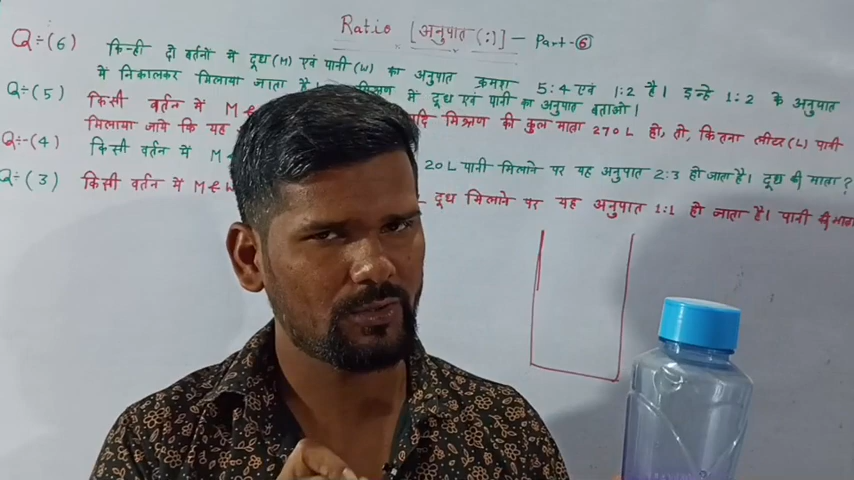 Ratio [अनुपात (:)] - Part-⑥
Q÷(6) किन्ही दो बर्तनों में दूध(M) एवं पानी(W) का अनुपात क्रमशः 5:4 एवं 1:2 है। इन्हे 1:2 के अनुपात
में निकालकर मिलाया जाता है। मिश्रण में दूध एवं पानी का अनुपात बताओ।
Q÷(5) किसी बर्तन में M & यदि मिश्रण की कुल मात्रा 270L हो, तो, कितना लीटर(L) पानी
मिलाया जाये कि यह
Q÷-(4) किसी बर्तन में M 20L पानी मिलाने पर यह अनुपात 2:3 हो जाता है। दूध की मात्रा?
Q÷(3) किसी बर्तन में M & W दूध मिलाने पर यह अनुपात 1:1 हो जाता है। पानी की मात्रा